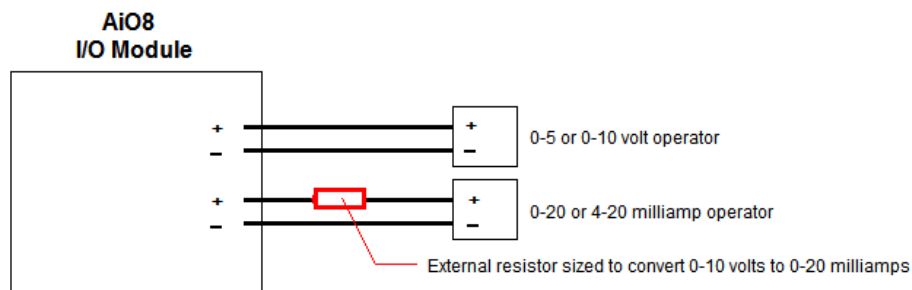 AiO8
I/O Module
+
+
0-5 or 0-10 volt operator
–
–
+
+
0-20 or 4-20 milliamp operator
–
–
External resistor sized to convert 0-10 volts to 0-20 milliamps